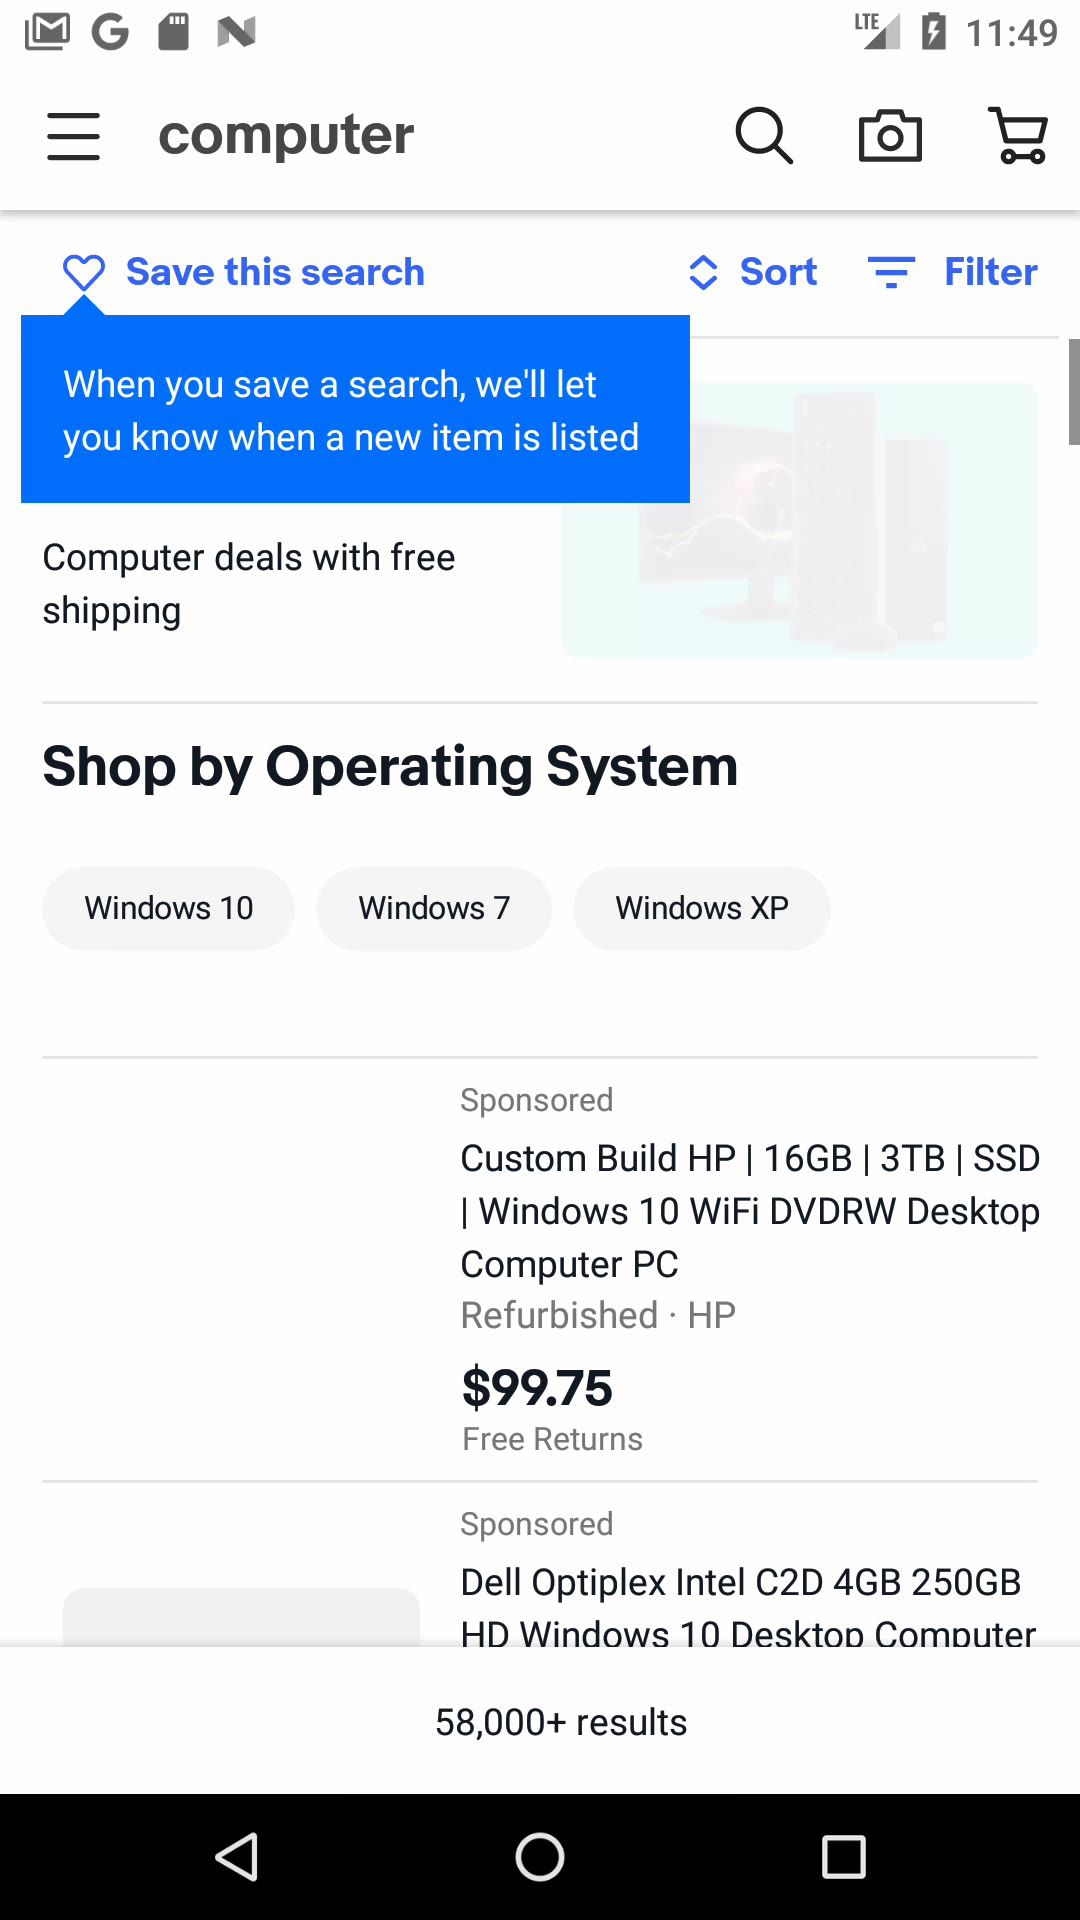 LTE 11:49
computer
Save this search
Sort
Filter
When you save a search, we'll let
you know when a new item is listed
Computer deals with free
shipping
Shop by Operating System
Windows 10
Windows 7
Windows XP
Sponsored
Custom Build HP | 16GB | 3TB | SSD
| Windows 10 WiFi DVDRW Desktop
Computer PC
Refurbished · HP
$99.75
Free Returns
Sponsored
Dell Optiplex Intel C2D 4GB 250GB
HD Windows 10 Desktop Computer
58,000+ results